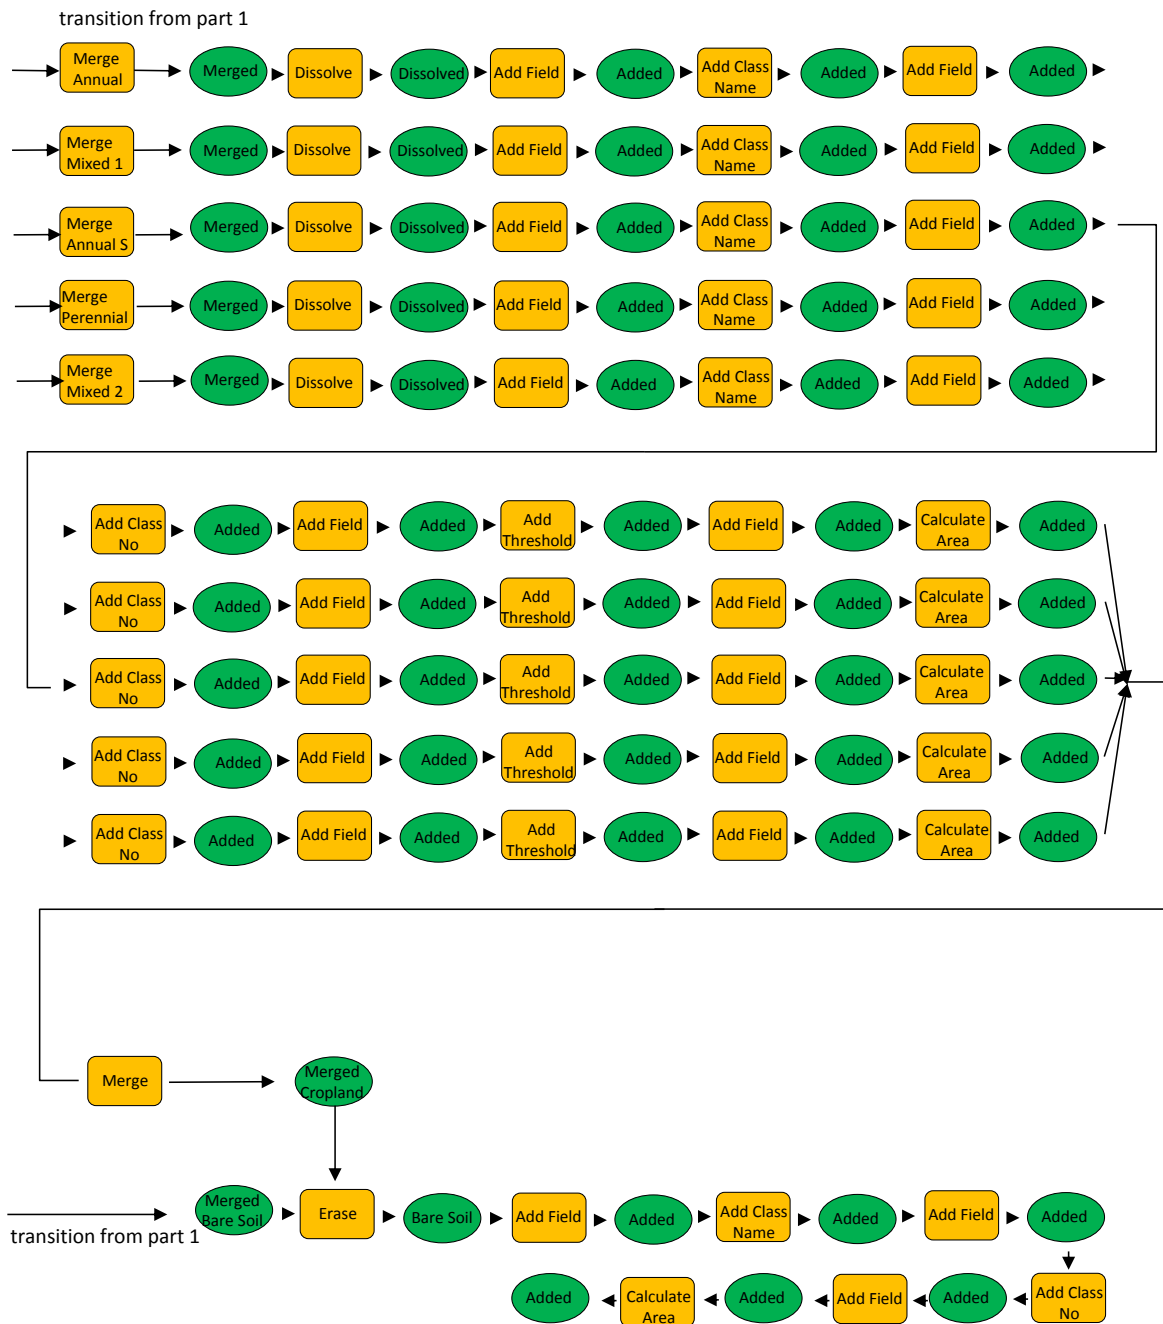 transition from part 1
Merge
Annual
Merged
Dissolve
Dissolved
Add Field
Added
Add Class
Name
Added
Add Field
Added
Merge
Mixed 1
Merged
Dissolve
Dissolved
Add Field
Added
Add Class
Name
Added
Add Field
Added
Merge
Annual S
Merged
Dissolve
Dissolved
Add Field
Added
Add Class
Name
Added
Add Field
Added
Merge
Perennial
Merged
Dissolve
Dissolved
Add Field
Added
Add Class
Name
Added
Add Field
Added
Merge
Mixed 2
Merged
Dissolve
Dissolved
Add Field
Added
Add Class
Name
Added
Add Field
Added
Add Class
No
Added
Add Field
Added
Add
Threshold
Added
Add Field
Added
Calculate
Area
Added
Add Class
No
Added
Add Field
Added
Add
Threshold
Added
Add Field
Added
Calculate
Area
Added
Add Class
No
Added
Add Field
Added
Add
Threshold
Added
Add Field
Added
Calculate
Area
Added
Add Class
No
Added
Add Field
Added
Add
Threshold
Added
Add Field
Added
Calculate
Area
Added
Add Class
No
Added
Add Field
Added
Add
Threshold
Added
Add Field
Added
Calculate
Area
Added
Merge
Merged
Cropland
Merged
Bare Soil
Erase
Bare Soil
Add Field
Added
Add Class
Name
Added
Add Field
Added
transition from part 1
Added
Calculate
Area
Added
Add Field
Added
Add Class
No